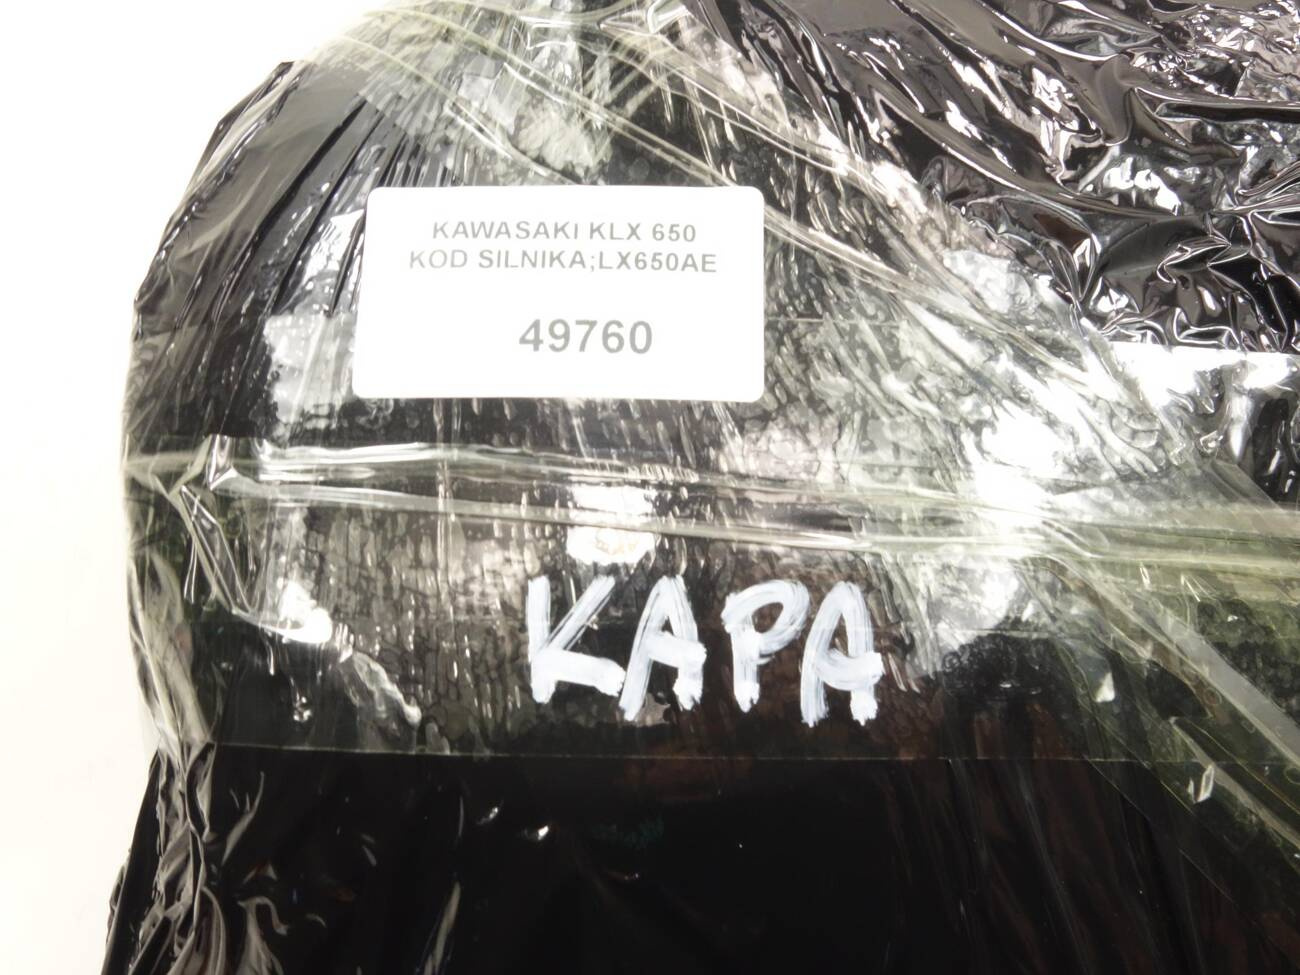 KAWASAKI KLX 650
KOD SILNIKA;LX650AE
49760
KAPA